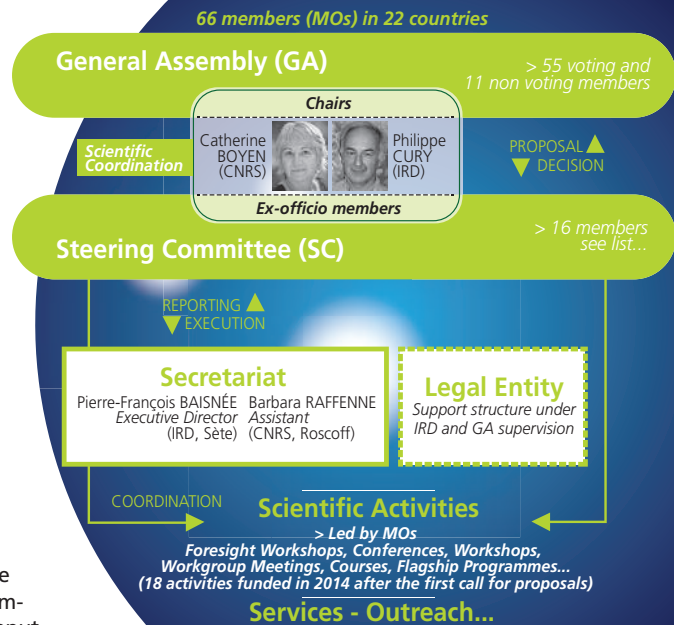 66 members (MOs) in 22 countries
General Assembly (GA)
> 55 voting and
11 non voting members
Chairs
Scientific
Coordination
Catherine
BOYEN
(CNRS)
Philippe
CURY
(IRD)
PROPOSAL ▲
▼ DECISION
Ex-officio members
Steering Committee (SC)
> 16 members
see list...
REPORTING ▲
▼ EXECUTION
Secretariat
Pierre-François BAISNÉE
Executive Director
(IRD, Sète)
Barbara RAFFENNE
Assistant
(CNRS, Roscoff)
Legal Entity
Support structure under
IRD and GA supervision
COORDINATION
Scientific Activities
> Led by MOs
Foresight Workshops, Conferences, Workshops,
Workgroup Meetings, Courses, Flagship Programmes...
(18 activities funded in 2014 after the first call for proposals)
Services - Outreach...